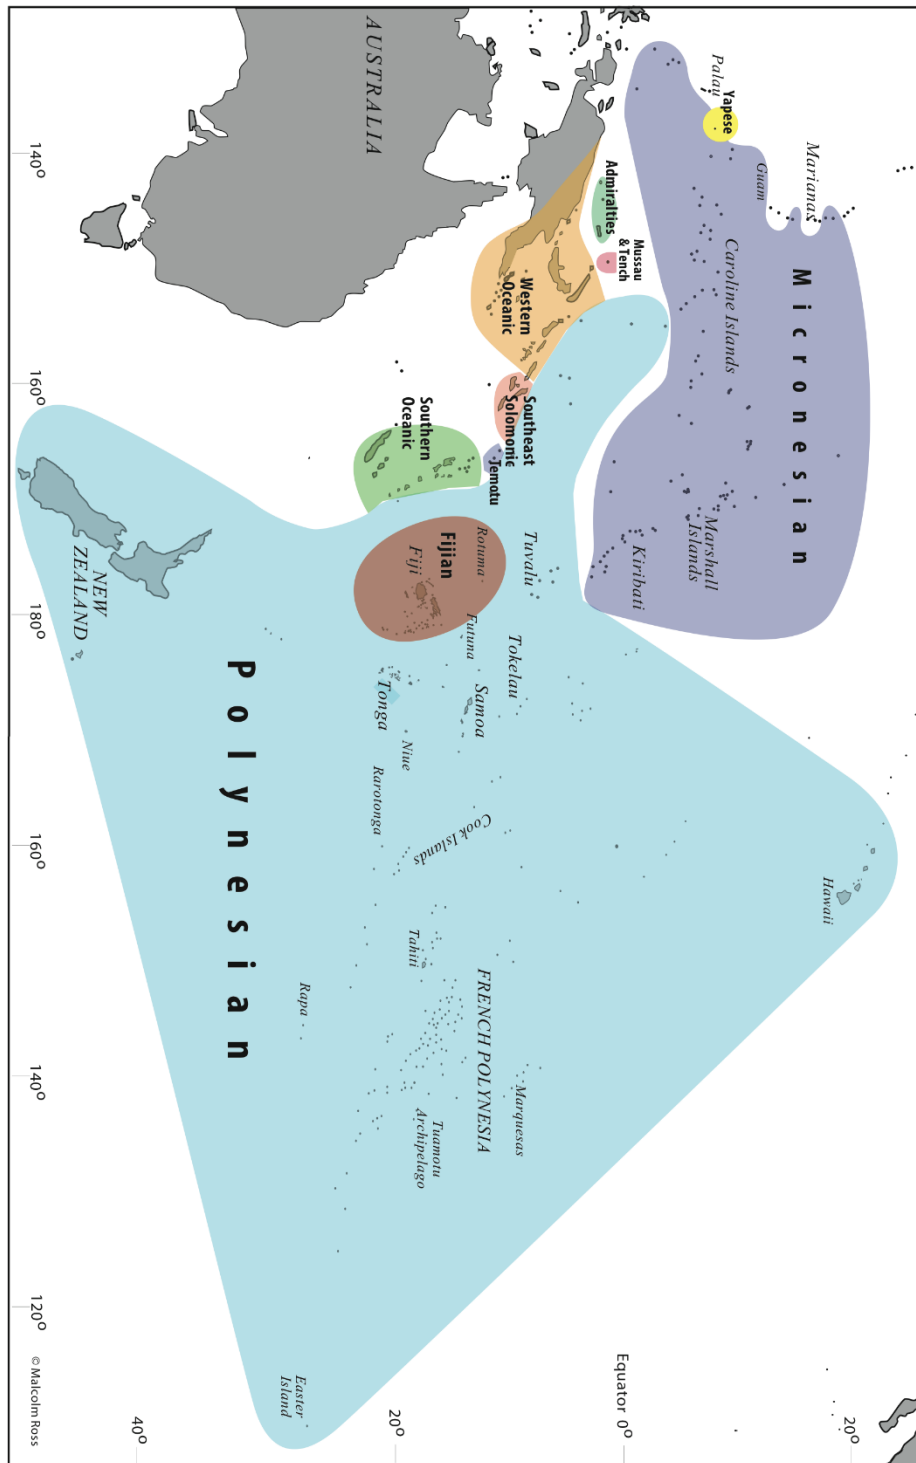 AUSTRALIA
140°
160°
180°
160°
140°
120°
40°
20°
Equator 0°
20°
Palau
Yapese
Guam
Marianas
Caroline Islands
Micronesian
Marshall
Islands
Kiribati
Admiralties
Mussau
& Tench
Western
Oceanic
Southeast
Solomonic
Temotu
Southern
Oceanic
Fijian
Fiji
Rotuma
Tuvalu
Futuna
Tokelau
Samoa
Tonga
Niue
Rarotonga
Cook Islands
Hawaii
NEW
ZEALAND
Polynesian
Tahiti
FRENCH POLYNESIA
Rapa
Marquesas
Tuamotu
Archipelago
Easter
Island
© Malcolm Ross